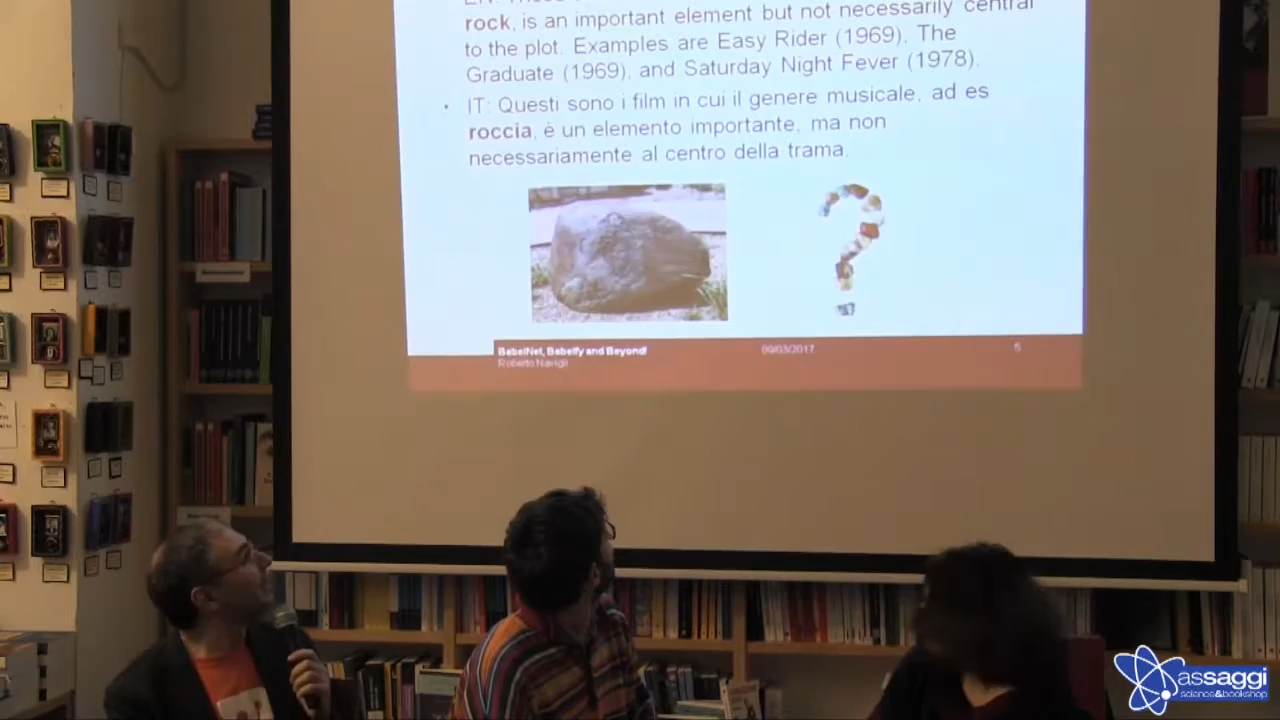 rock, is an important element but not necessarily central
to the plot. Examples are Easy Rider (1969), The
Graduate (1969), and Saturday Night Fever (1978).
• IT: Questi sono i film in cui il genere musicale, ad es
roccia, è un elemento importante, ma non
necessariamente al centro della trama.
BabelNet, Babelfy and Beyond!
Roberto Navigli
09/03/2017
assaggi
science&bookshop